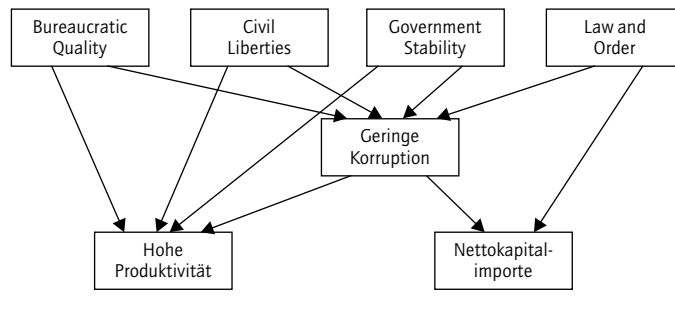 Bureaucratic
Quality
Civil
Liberties
Government
Stability
Law and
Order
Geringe
Korruption
Hohe
Produktivität
Nettokapital-
importe